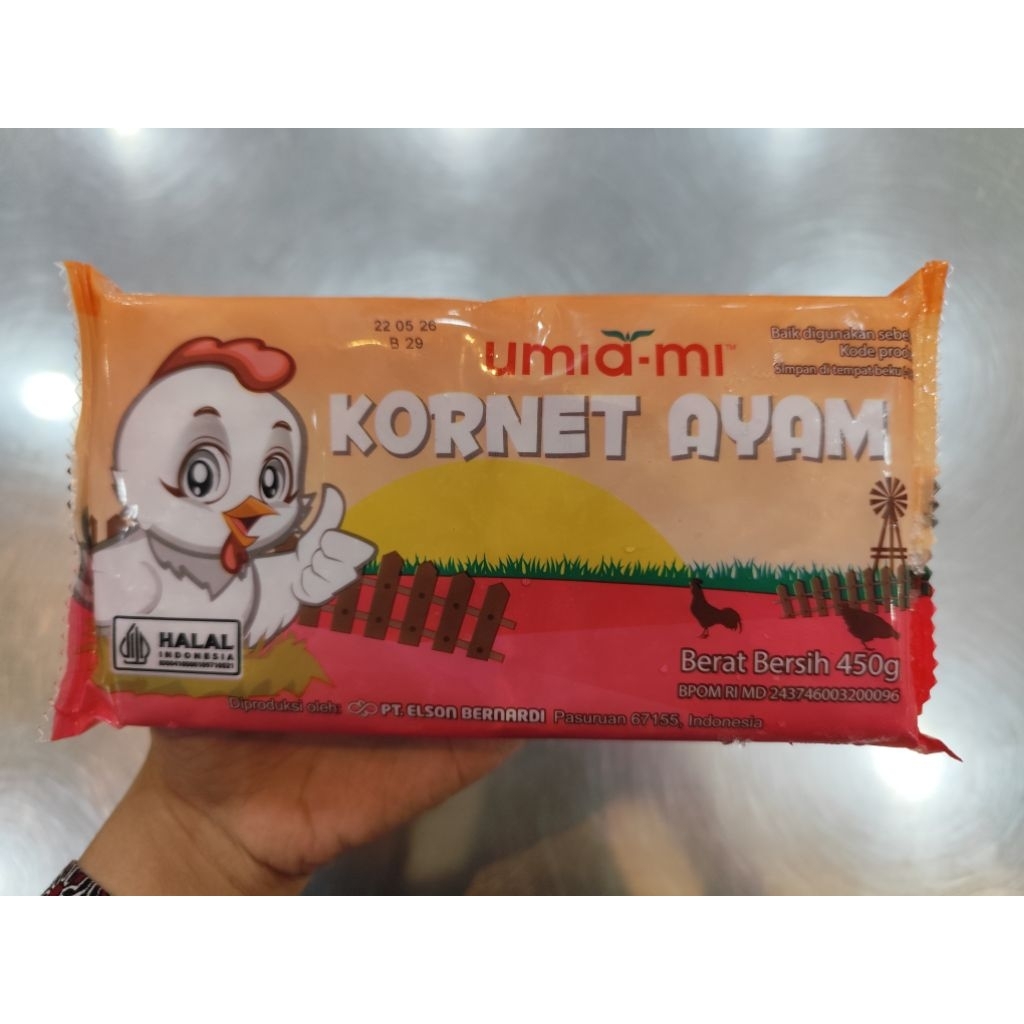 22 05 26
B 29
umiă-mi™
Baik digunakan sebe
Kode prod
Simpan di tempat beku
KORNET AYAM
HALAL
INDONESIA
Berat Bersih 450g
BPOM RI MD 243746003200096
Diproduksi oleh: PT. ELSON BERNARDI Pasuruan 67155, Indonesia